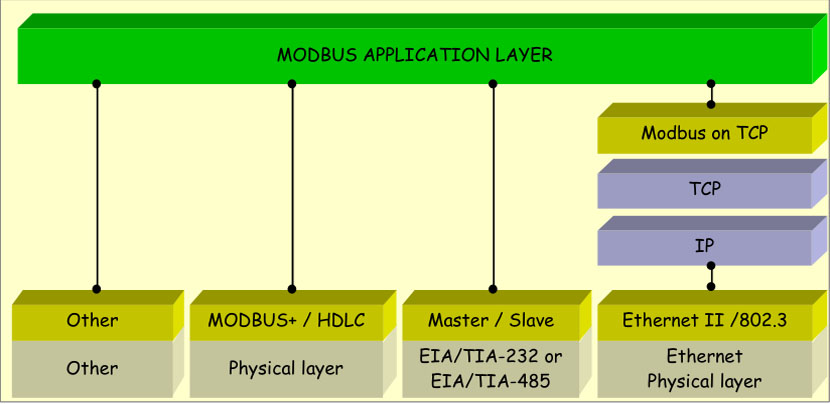 MODBUS APPLICATION LAYER
Modbus on TCP
TCP
IP
Other
MODBUS+ / HDLC
Master / Slave
Ethernet II /802.3
Other
Physical layer
EIA/TIA-232 or
EIA/TIA-485
Ethernet
Physical layer